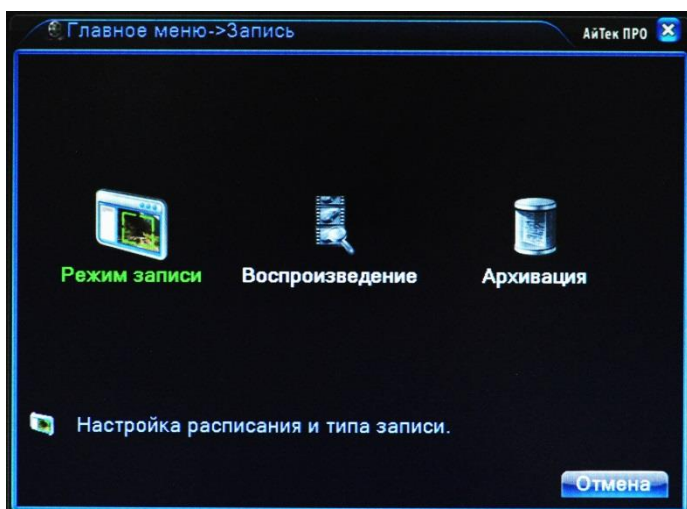 Главное меню->Запись
АйТек ПРО
Режим записи
Воспроизведение
Архивация
Настройка расписания и типа записи.
Отмена